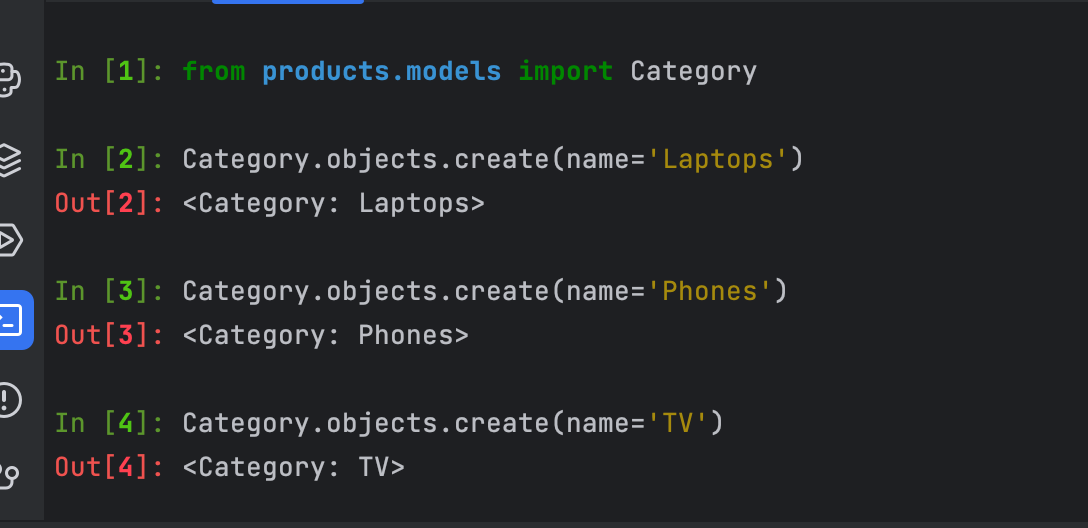 In [1]: from products.models import Category
In [2]: Category.objects.create(name='Laptops')
Out[2]: <Category: Laptops>
In [3]: Category.objects.create(name='Phones')
Out[3]: <Category: Phones>
In [4]: Category.objects.create(name='TV')
Out[4]: <Category: TV>